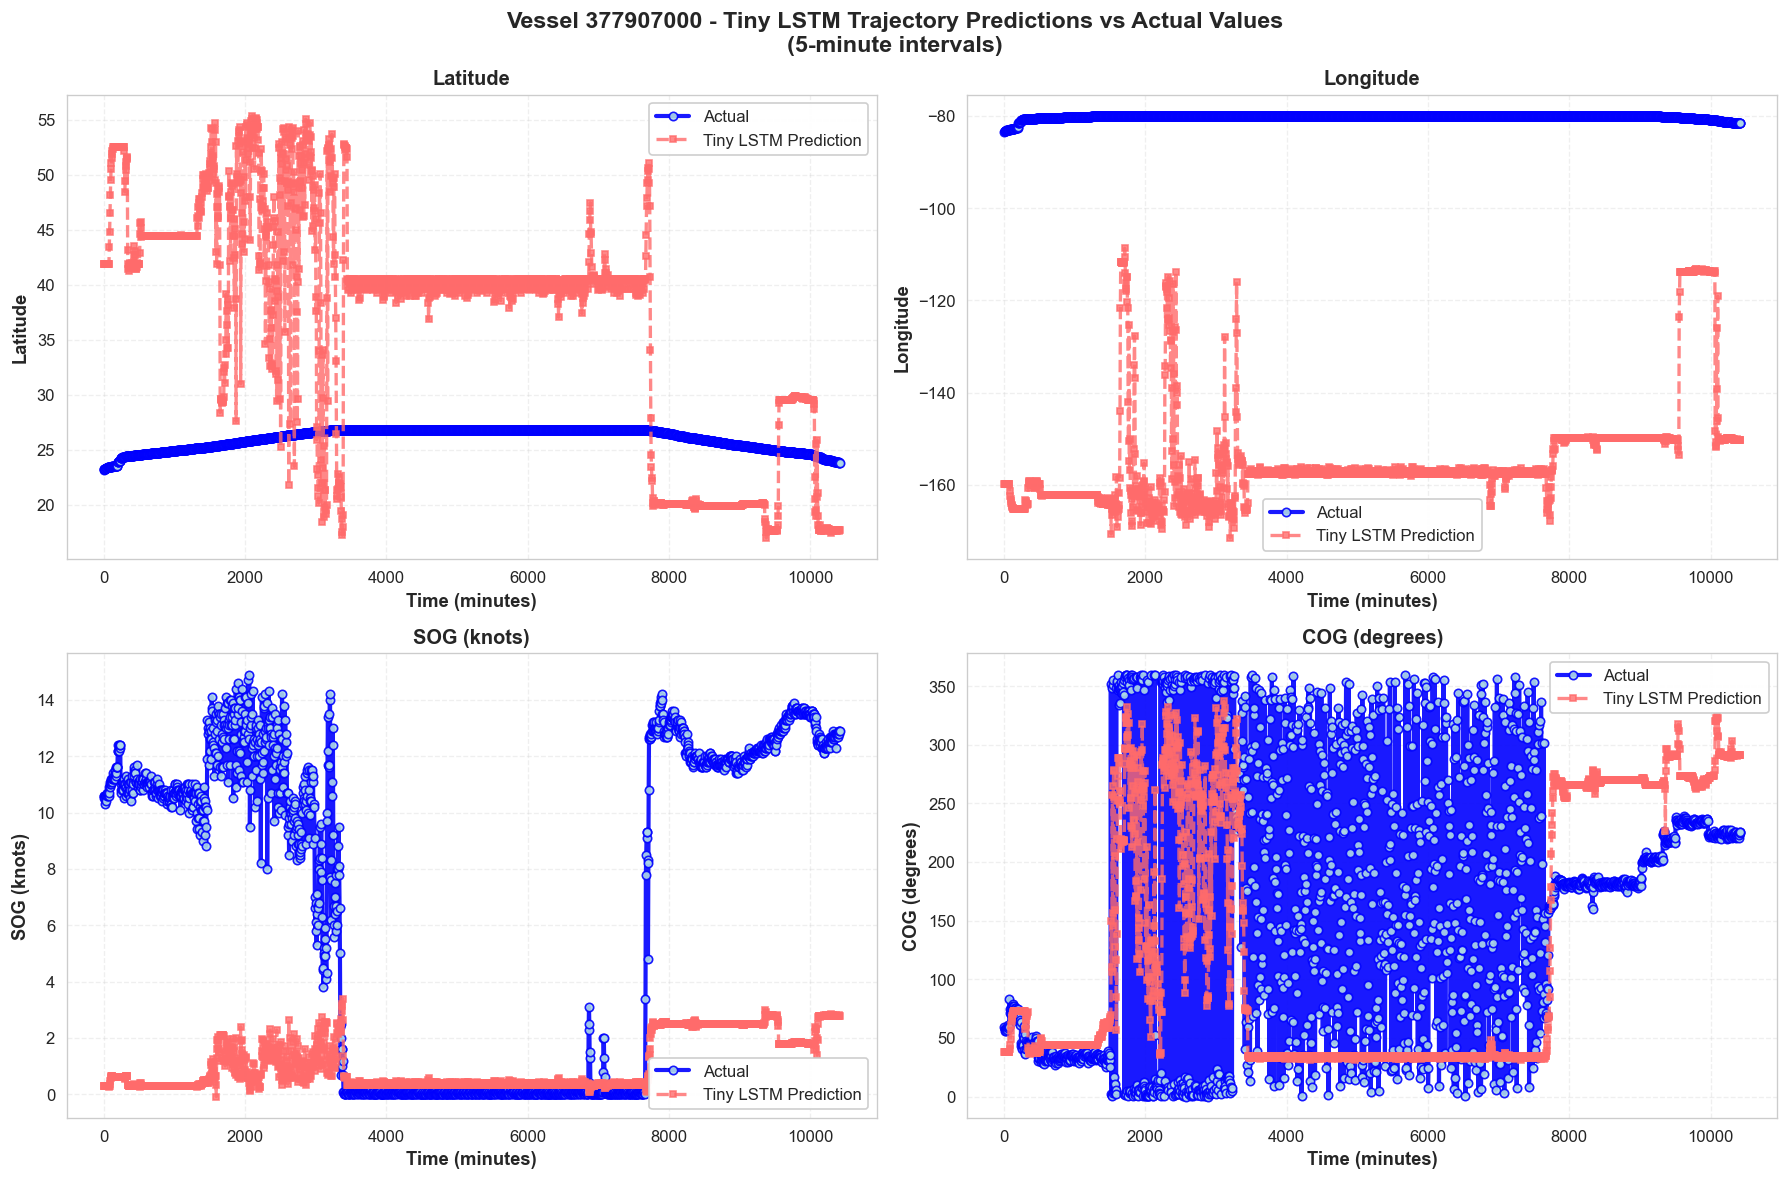 Vessel 377907000 - Tiny LSTM Trajectory Predictions vs Actual Values
(5-minute intervals)
Latitude
Latitude
55
50
45
40
35
30
25
20
0 2000 4000 6000 8000 10000
Time (minutes)
Actual
Tiny LSTM Prediction
Longitude
Longitude
−80
−100
−120
−140
−160
0 2000 4000 6000 8000 10000
Time (minutes)
Actual
Tiny LSTM Prediction
SOG (knots)
SOG (knots)
14
12
10
8
6
4
2
0
0 2000 4000 6000 8000 10000
Time (minutes)
Actual
Tiny LSTM Prediction
COG (degrees)
COG (degrees)
350
300
250
200
150
100
50
0
0 2000 4000 6000 8000 10000
Time (minutes)
Actual
Tiny LSTM Prediction